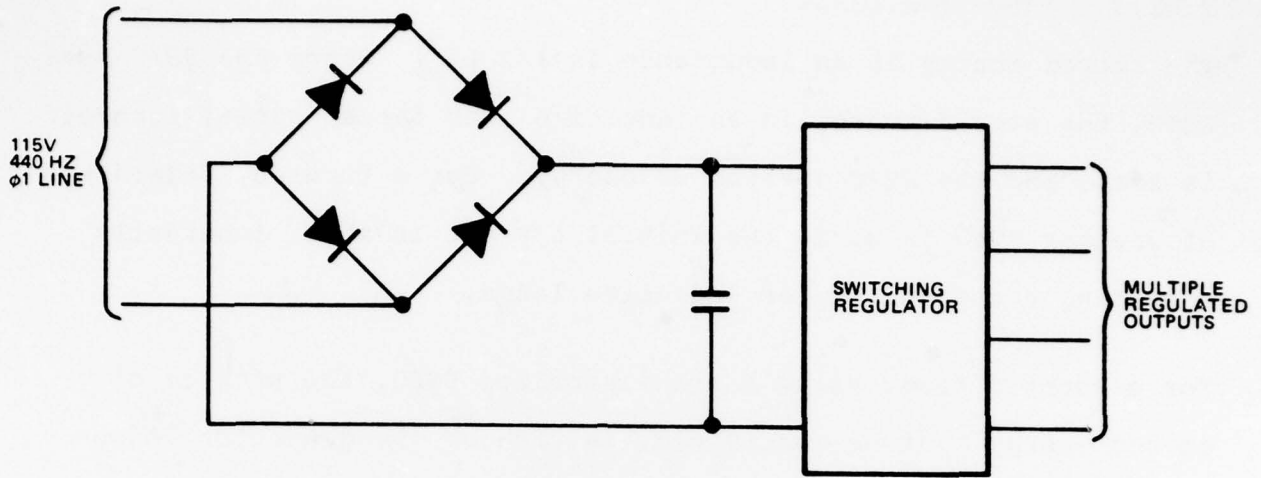 115V
440 HZ
φ1 LINE
SWITCHING
REGULATOR
MULTIPLE
REGULATED
OUTPUTS